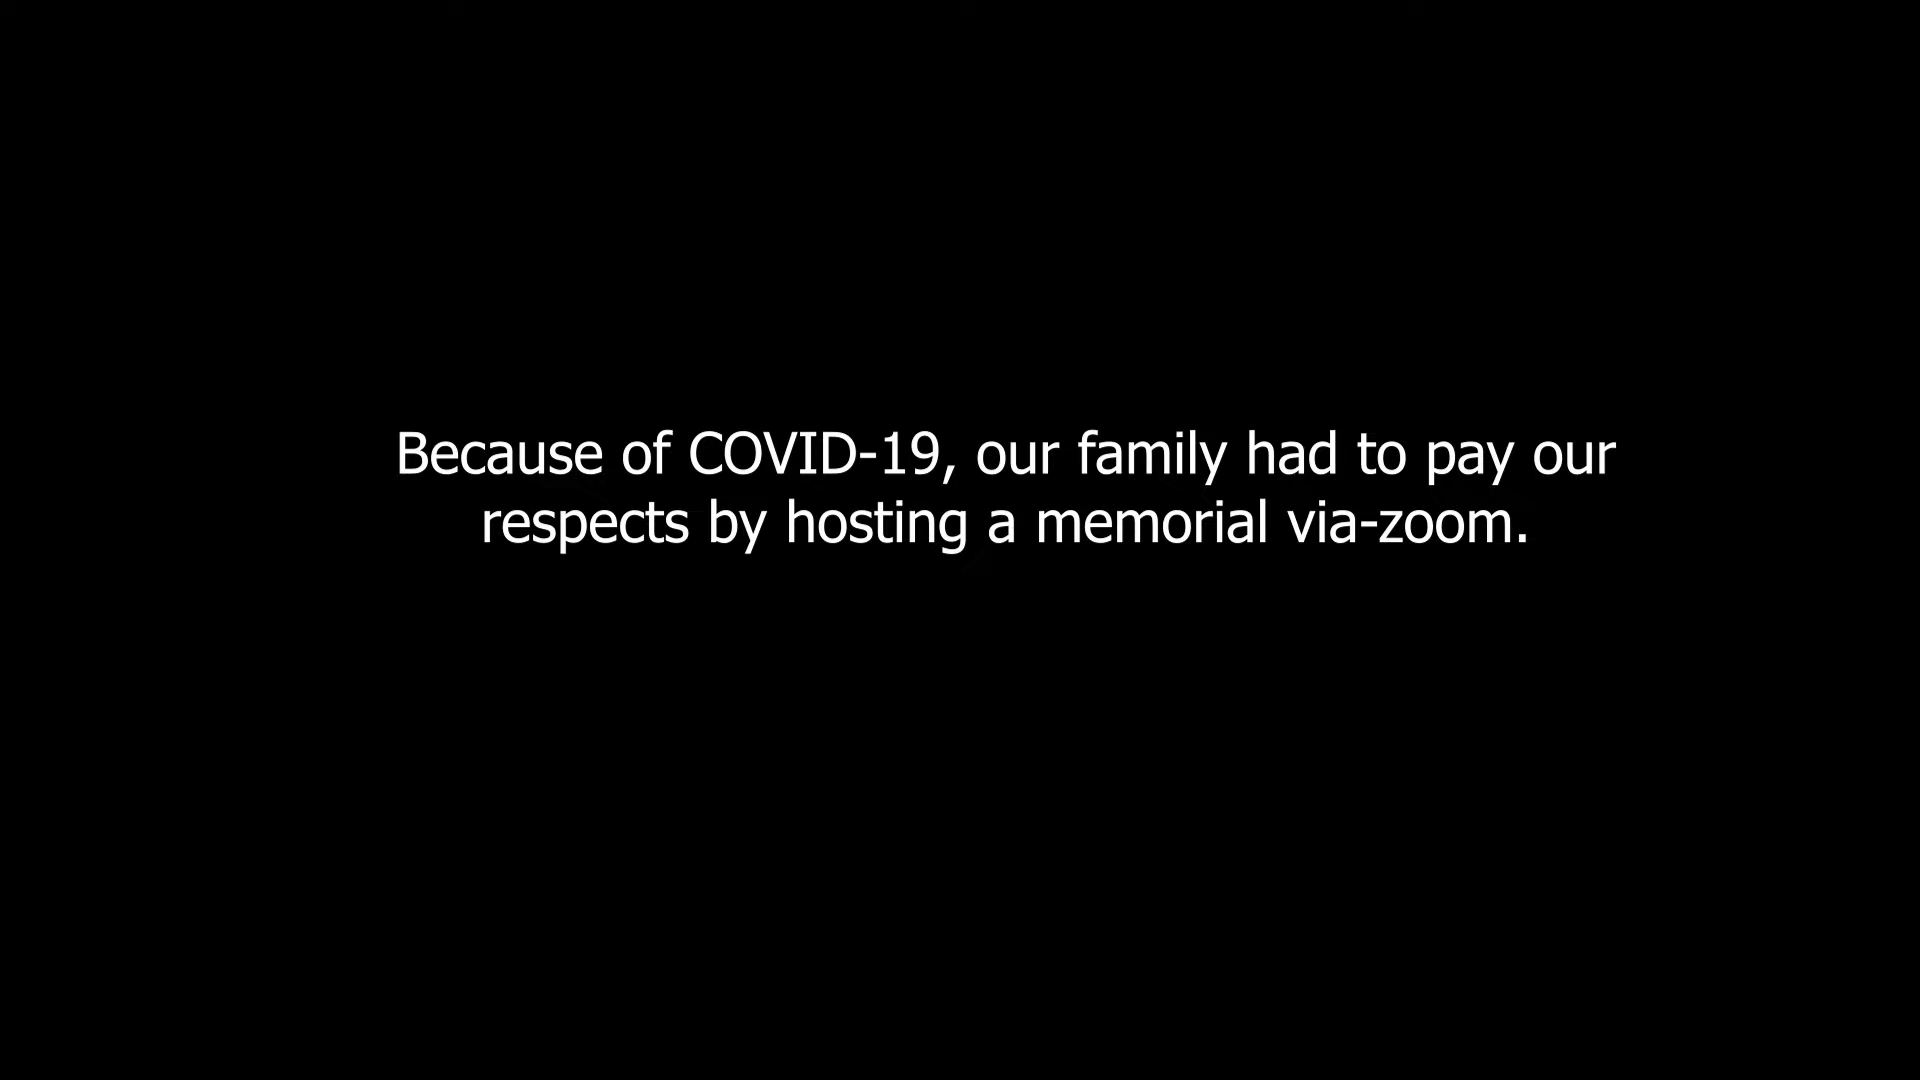 Because of COVID-19, our family had to pay our
respects by hosting a memorial via-zoom.